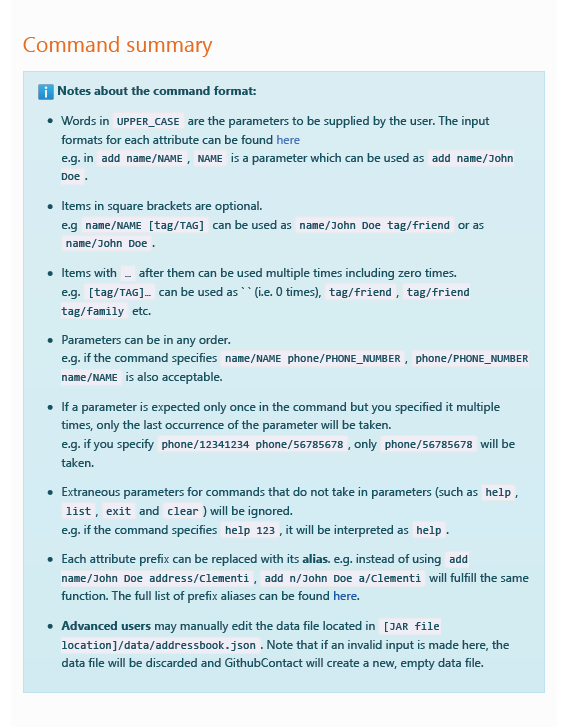 Command summary
Notes about the command format:
• Words in UPPER_CASE are the parameters to be supplied by the user. The input
formats for each attribute can be found here
e.g. in add name/NAME , NAME is a parameter which can be used as add name/John
Doe .
• Items in square brackets are optional.
e.g name/NAME [tag/TAG] can be used as name/John Doe tag/friend or as
name/John Doe .
• Items with … after them can be used multiple times including zero times.
e.g. [tag/TAG]… can be used as ` ` (i.e. 0 times), tag/friend , tag/friend
tag/family etc.
• Parameters can be in any order.
e.g. if the command specifies name/NAME phone/PHONE_NUMBER , phone/PHONE_NUMBER
name/NAME is also acceptable.
• If a parameter is expected only once in the command but you specified it multiple
times, only the last occurrence of the parameter will be taken.
e.g. if you specify phone/12341234 phone/56785678 , only phone/56785678 will be
taken.
• Extraneous parameters for commands that do not take in parameters (such as help ,
list , exit and clear ) will be ignored.
e.g. if the command specifies help 123 , it will be interpreted as help .
• Each attribute prefix can be replaced with its alias. e.g. instead of using add
name/John Doe address/Clementi , add n/John Doe a/Clementi will fulfill the same
function. The full list of prefix aliases can be found here.
• Advanced users may manually edit the data file located in [JAR file
location]/data/addressbook.json . Note that if an invalid input is made here, the
data file will be discarded and GithubContact will create a new, empty data file.